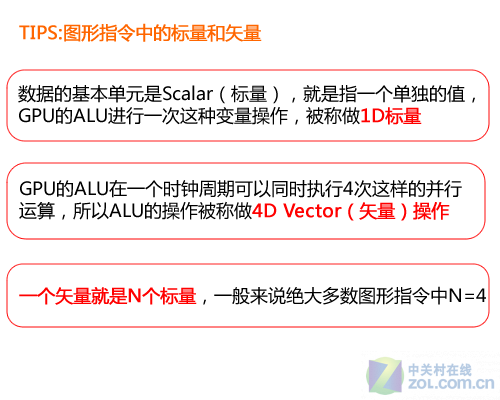 TIPS:图形指令中的标量和矢量
数据的基本单元是Scalar（标量），就是指一个单独的值，
GPU的ALU进行一次这种变量操作，被称做1D标量
GPU的ALU在一个时钟周期可以同时执行4次这样的并行
运算，所以ALU的操作被称做4D Vector（矢量）操作
一个矢量就是N个标量，一般来说绝大多数图形指令中N=4
中关村在线
zol.com.cn